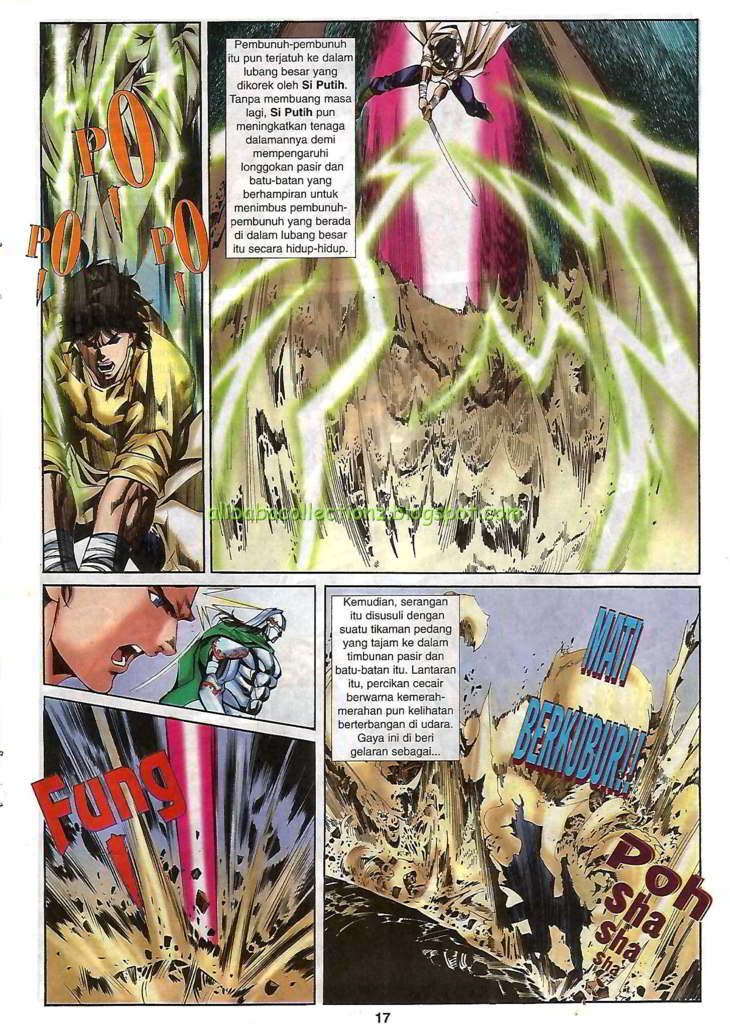 Pembunuh-pembunuh
itu pun terjatuh ke dalam
lubang besar yang
dikorek oleh Si Putih.
Tanpa membuang masa
lagi, Si Putih pun
meningkatkan tenaga
dalamannya demi
mempengaruhi
longgokan pasir dan
batu-batan yang
berhampiran untuk
menimbus pembunuh-
pembunuh yang berada
di dalam lubang besar
itu secara hidup-hidup.
PO!
PO!
PO!
alibabacollectionz.blogspot.com
Kemudian, serangan
itu disusuli dengan
suatu tikaman pedang
yang tajam ke dalam
timbunan pasir dan
batu-batan itu. Lantaran
itu, percikan cecair
berwarna kemerah-
merahan pun kelihatan
berterbangan di udara.
Gaya ini di beri
gelaran sebagai...
MATI
BERKUBUR!!
Fung!
Poh
Sha
Sha
Sha
17